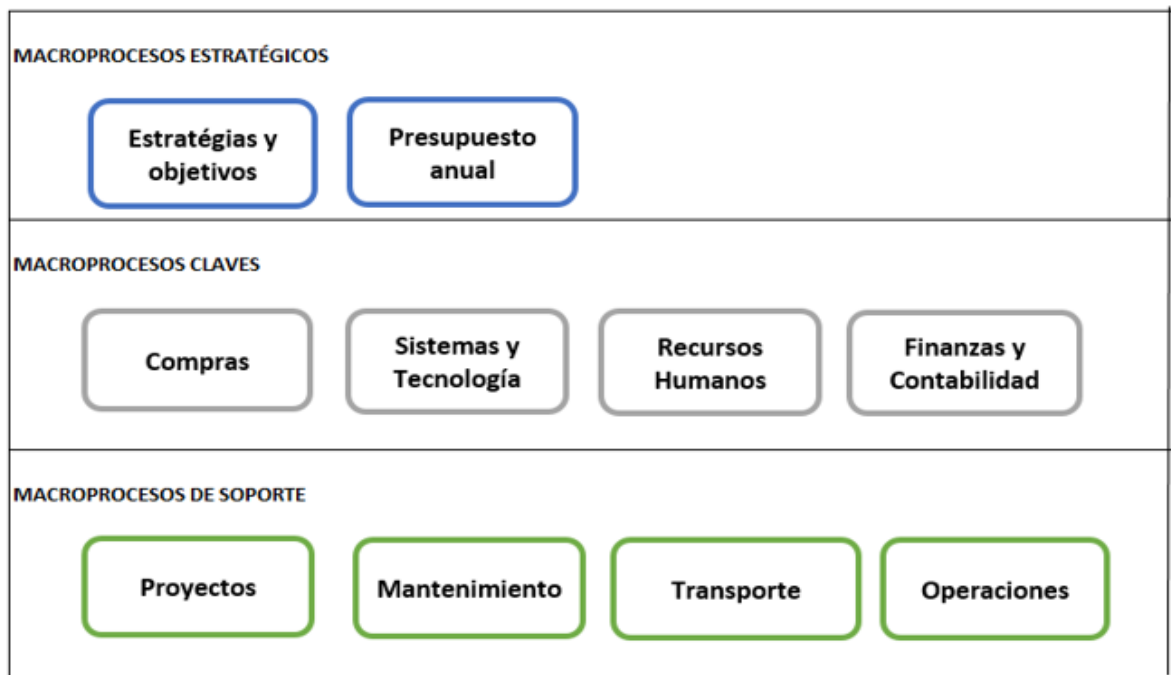 MACROPROCESOS ESTRATÉGICOS
Estratégias y
objetivos
Presupuesto
anual
MACROPROCESOS CLAVES
Compras
Sistemas y
Tecnología
Recursos
Humanos
Finanzas y
Contabilidad
MACROPROCESOS DE SOPORTE
Proyectos
Mantenimiento
Transporte
Operaciones